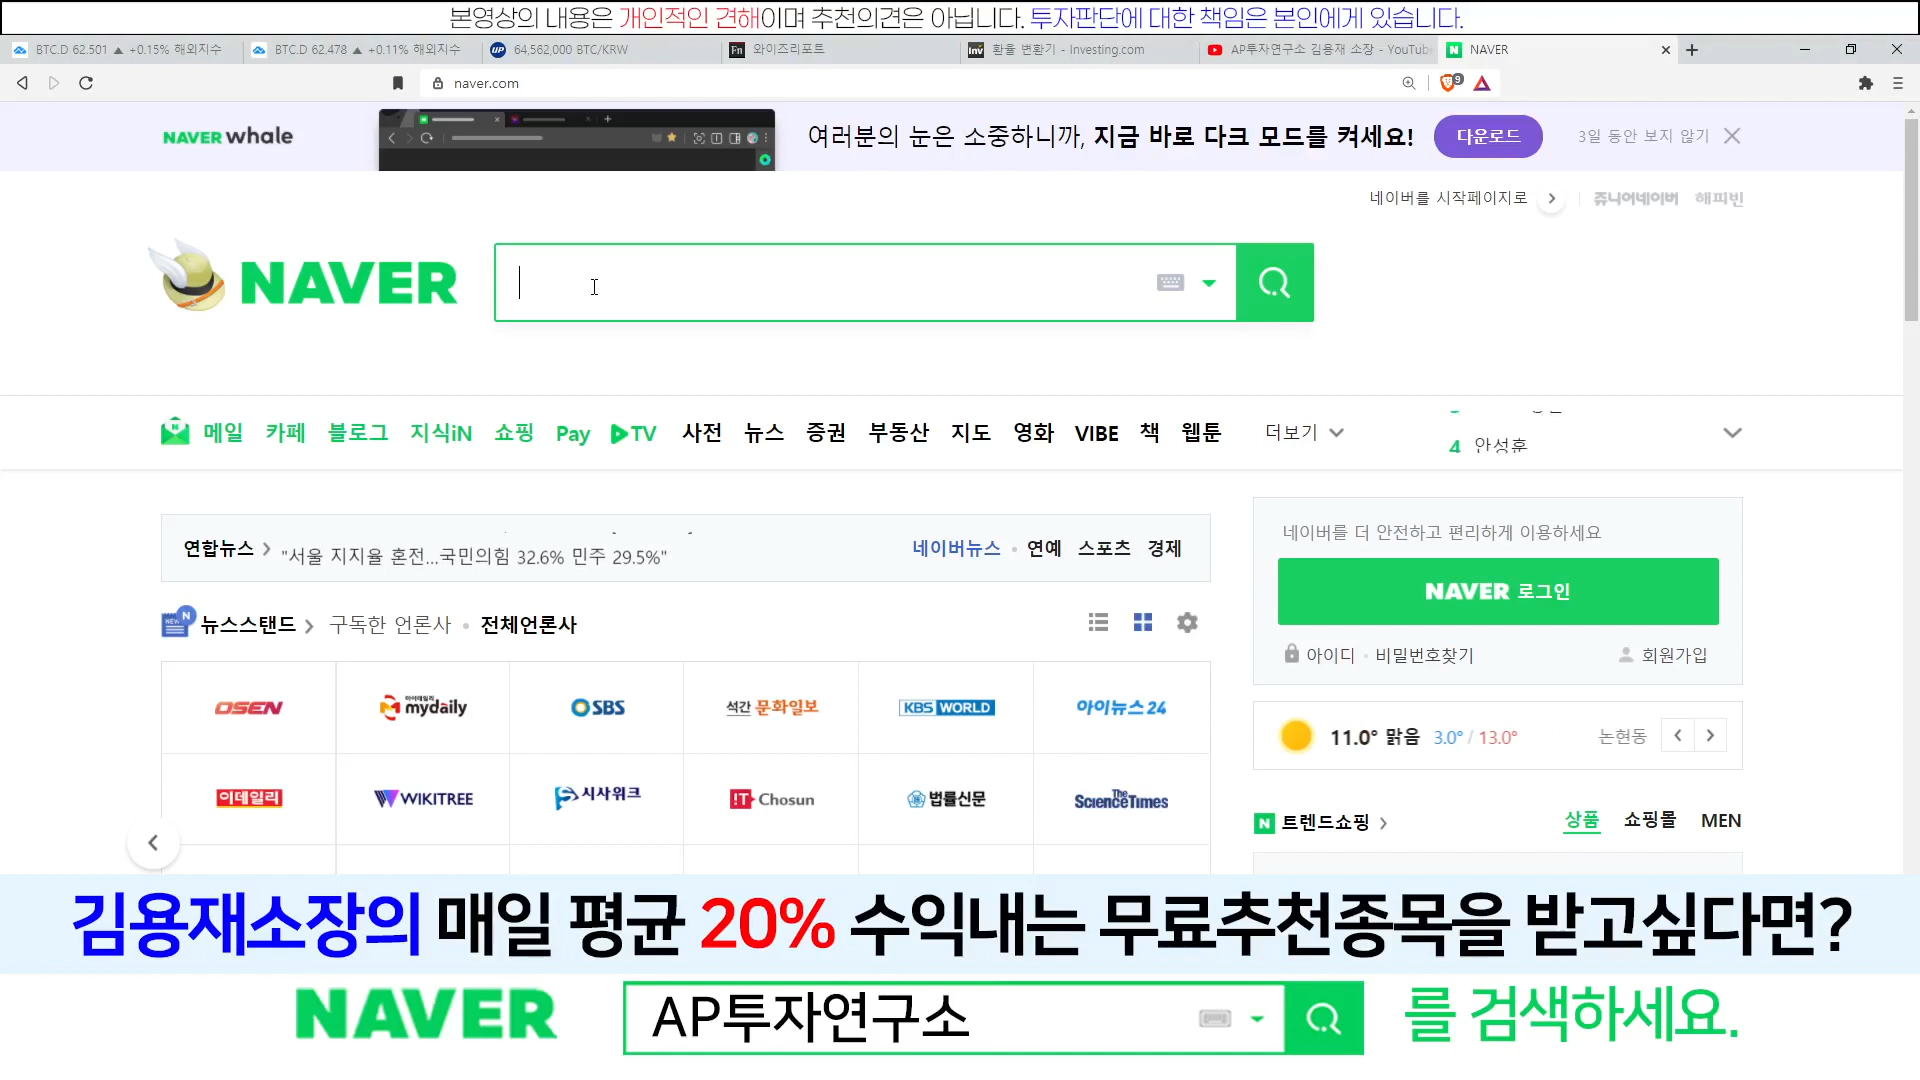 본영상의 내용은 개인적인 견해이며 추천의견은 아닙니다. 투자판단에 대한 책임은 본인에게 있습니다.
BTC.D 62.501 ▲ +0.15% 해외지수
BTC.D 62.478 ▲ +0.11% 해외지수
64,562,000 BTC/KRW
와이즈리포트
환율 변환기 - Investing.com
AP투자연구소 김용재 소장 - YouTub
NAVER
naver.com
NAVER whale
여러분의 눈은 소중하니까, 지금 바로 다크 모드를 켜세요!
다운로드
3일 동안 보지 않기
네이버를 시작페이지로
쥬니어네이버
해피빈
NAVER
메일 카페 블로그 지식iN 쇼핑 Pay TV 사전 뉴스 증권 부동산 지도 영화 VIBE 책 웹툰 더보기
4 안성훈
연합뉴스 "서울 지지율 혼전...국민의힘 32.6% 민주 29.5%"
네이버뉴스 연예 스포츠 경제
뉴스스탠드 구독한 언론사 전체언론사
네이버를 더 안전하고 편리하게 이용하세요
NAVER 로그인
아이디 비밀번호찾기 회원가입
OSEN
마이데일리 mydaily
SBS
석간 문화일보
KBS WORLD
아이뉴스24
11.0° 맑음 3.0° / 13.0° 논현동
이데일리
WIKITREE
시사위크
IT Chosun
법률신문
The ScienceTimes
트렌드쇼핑 상품 쇼핑몰 MEN
김용재소장의 매일 평균 20% 수익내는 무료추천종목을 받고싶다면?
NAVER AP투자연구소 를 검색하세요.